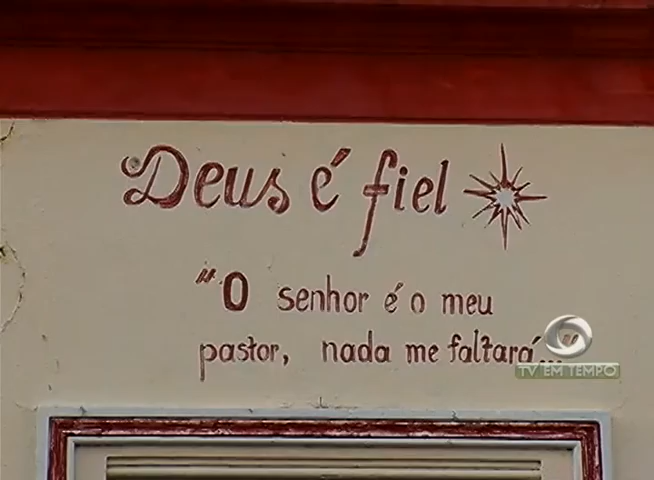 Deus é fiel
"O senhor é o meu
pastor, nada me faltará..."
TV EM TEMPO